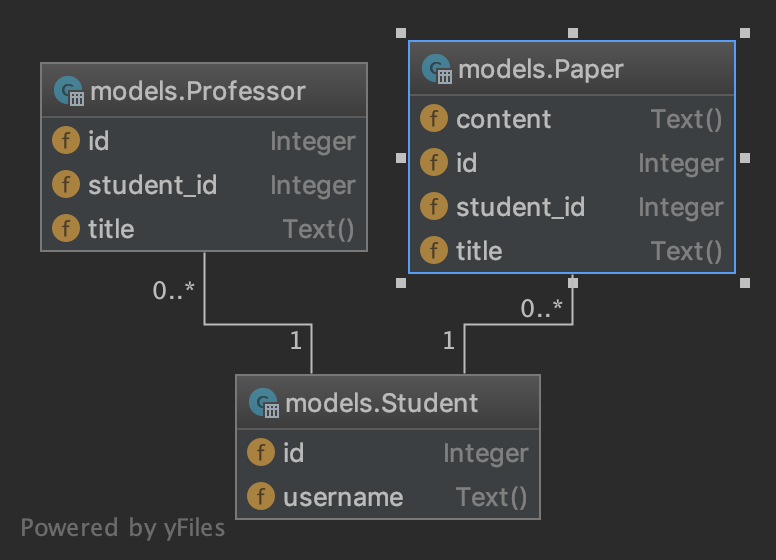 models.Professor
f id Integer
f student_id Integer
f title Text()
models.Paper
f content Text()
f id Integer
f student_id Integer
f title Text()
0..*
1
0..*
1
models.Student
f id Integer
f username Text()
Powered by yFiles